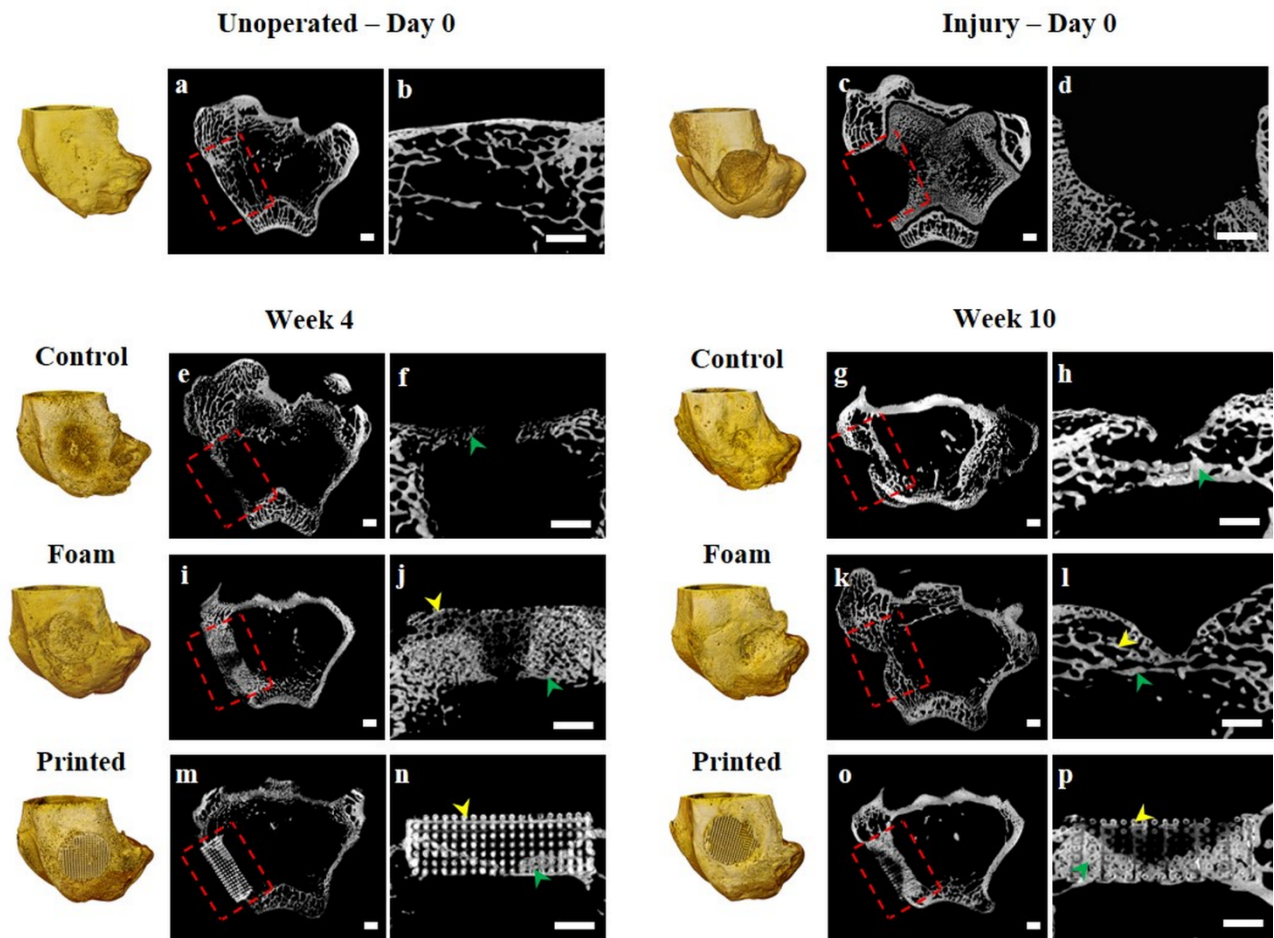 Unoperated – Day 0
Injury – Day 0
a
b
c
d
Week 4
Week 10
Control
e
f
Control
g
h
Foam
i
j
Foam
k
l
Printed
m
n
Printed
o
p